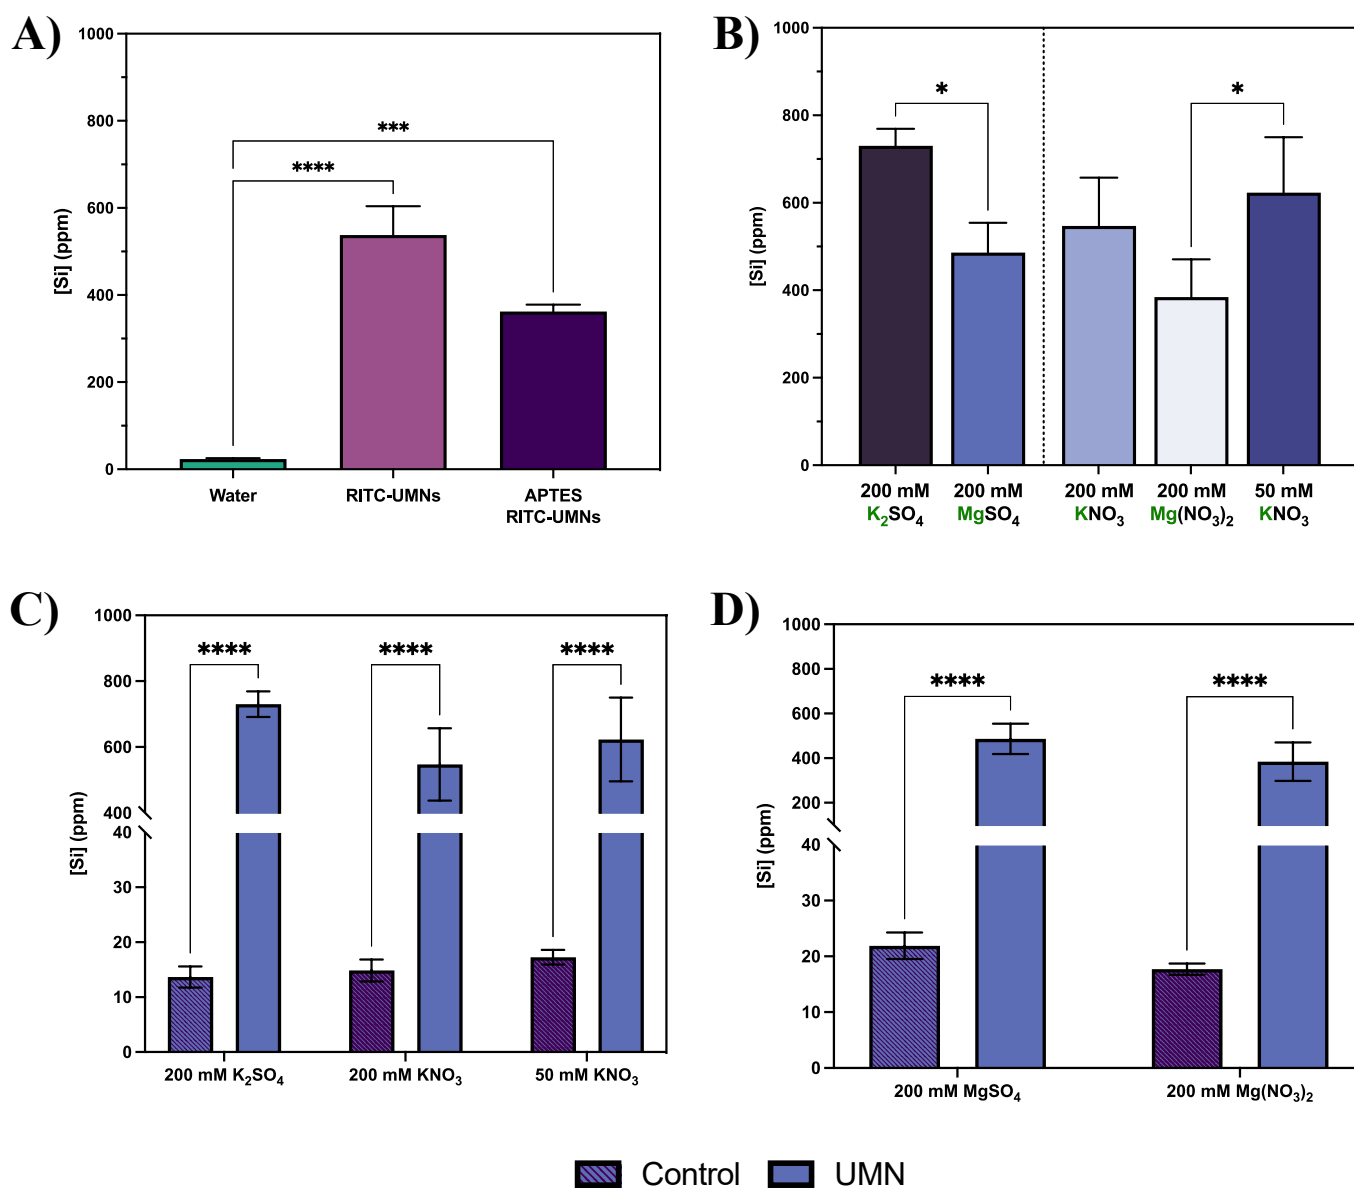 A)
1000
800
600
400
200
0
[Si] (ppm)
***
****
Water
RITC-UMNs
APTES
RITC-UMNs
B)
1000
800
600
400
200
0
[Si] (ppm)
*
*
200 mM
K₂SO₄
200 mM
MgSO₄
200 mM
KNO₃
200 mM
Mg(NO₃)₂
50 mM
KNO₃
C)
1000
800
600
400
40
30
20
10
0
[Si] (ppm)
****
****
****
200 mM K₂SO₄
200 mM KNO₃
50 mM KNO₃
D)
1000
800
600
400
200
40
30
20
10
0
[Si] (ppm)
****
****
200 mM MgSO₄
200 mM Mg(NO₃)₂
Control
UMN